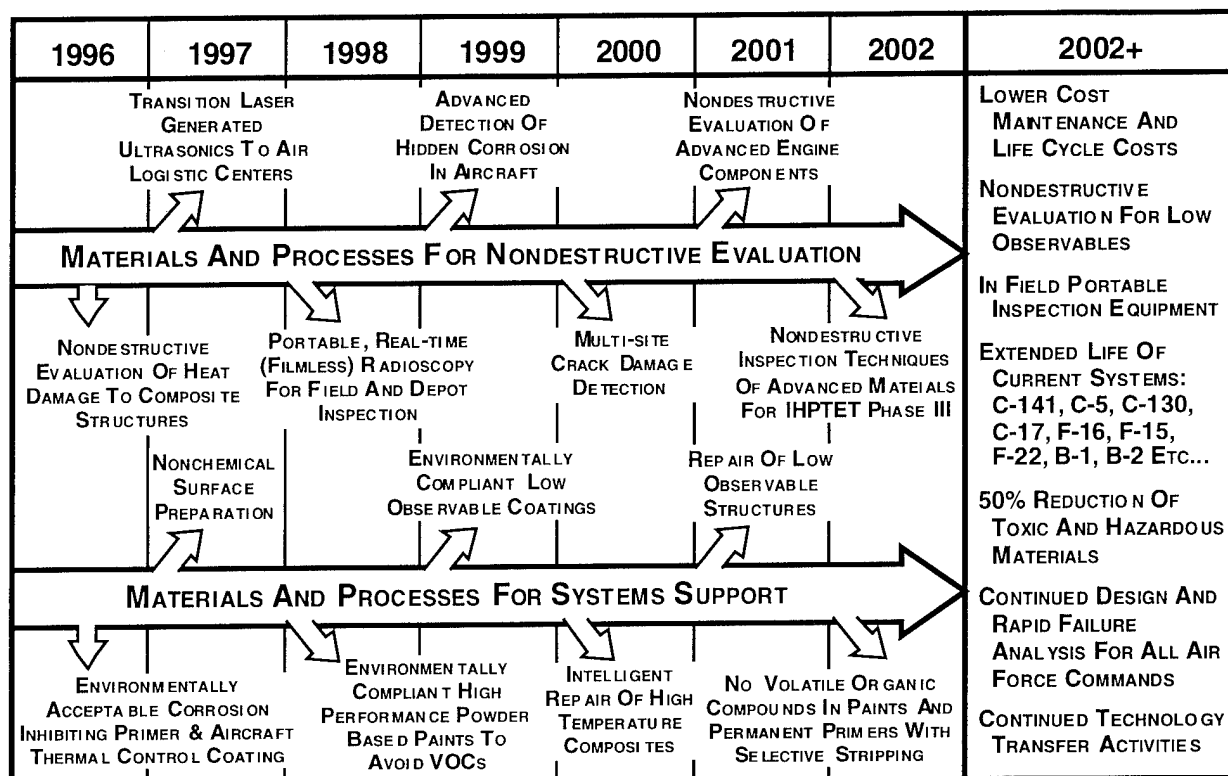 1996 1997 1998 1999 2000 2001 2002 2002+
TRANSITION LASER
GENERATED
ULTRASONICS TO AIR
LOGISTIC CENTERS
ADVANCED
DETECTION OF
HIDDEN CORROSION
IN AIRCRAFT
NONDESTRUCTIVE
EVALUATION OF
ADVANCED ENGINE
COMPONENTS
MATERIALS AND PROCESSES FOR NONDESTRUCTIVE EVALUATION
NONDESTRUCTIVE
EVALUATION OF HEAT
DAMAGE TO COMPOSITE
STRUCTURES
PORTABLE, REAL-TIME
(FILMLESS) RADIOSCOPY
FOR FIELD AND DEPOT
INSPECTION
MULTI-SITE
CRACK DAMAGE
DETECTION
NONDESTRUCTIVE
INSPECTION TECHNIQUES
OF ADVANCED MATEIALS
FOR IHPTET PHASE III
NONCHEMICAL
SURFACE
PREPARATION
ENVIRONMENTALLY
COMPLIANT LOW
OBSERVABLE COATINGS
REPAIR OF LOW
OBSERVABLE
STRUCTURES
MATERIALS AND PROCESSES FOR SYSTEMS SUPPORT
ENVIRONMENTALLY
ACCEPTABLE CORROSION
INHIBITING PRIMER & AIRCRAFT
THERMAL CONTROL COATING
ENVIRONMENTALLY
COMPLIANT HIGH
PERFORMANCE POWDER
BASED PAINTS TO
AVOID VOCS
INTELLIGENT
REPAIR OF HIGH
TEMPERATURE
COMPOSITES
NO VOLATILE ORGANIC
COMPOUNDS IN PAINTS AND
PERMANENT PRIMERS WITH
SELECTIVE STRIPPING
LOWER COST
MAINTENANCE AND
LIFE CYCLE COSTS
NONDESTRUCTIVE
EVALUATION FOR LOW
OBSERVABLES
IN FIELD PORTABLE
INSPECTION EQUIPMENT
EXTENDED LIFE OF
CURRENT SYSTEMS:
C-141, C-5, C-130,
C-17, F-16, F-15,
F-22, B-1, B-2 ETC...
50% REDUCTION OF
TOXIC AND HAZARDOUS
MATERIALS
CONTINUED DESIGN AND
RAPID FAILURE
ANALYSIS FOR ALL AIR
FORCE COMMANDS
CONTINUED TECHNOLOGY
TRANSFER ACTIVITIES